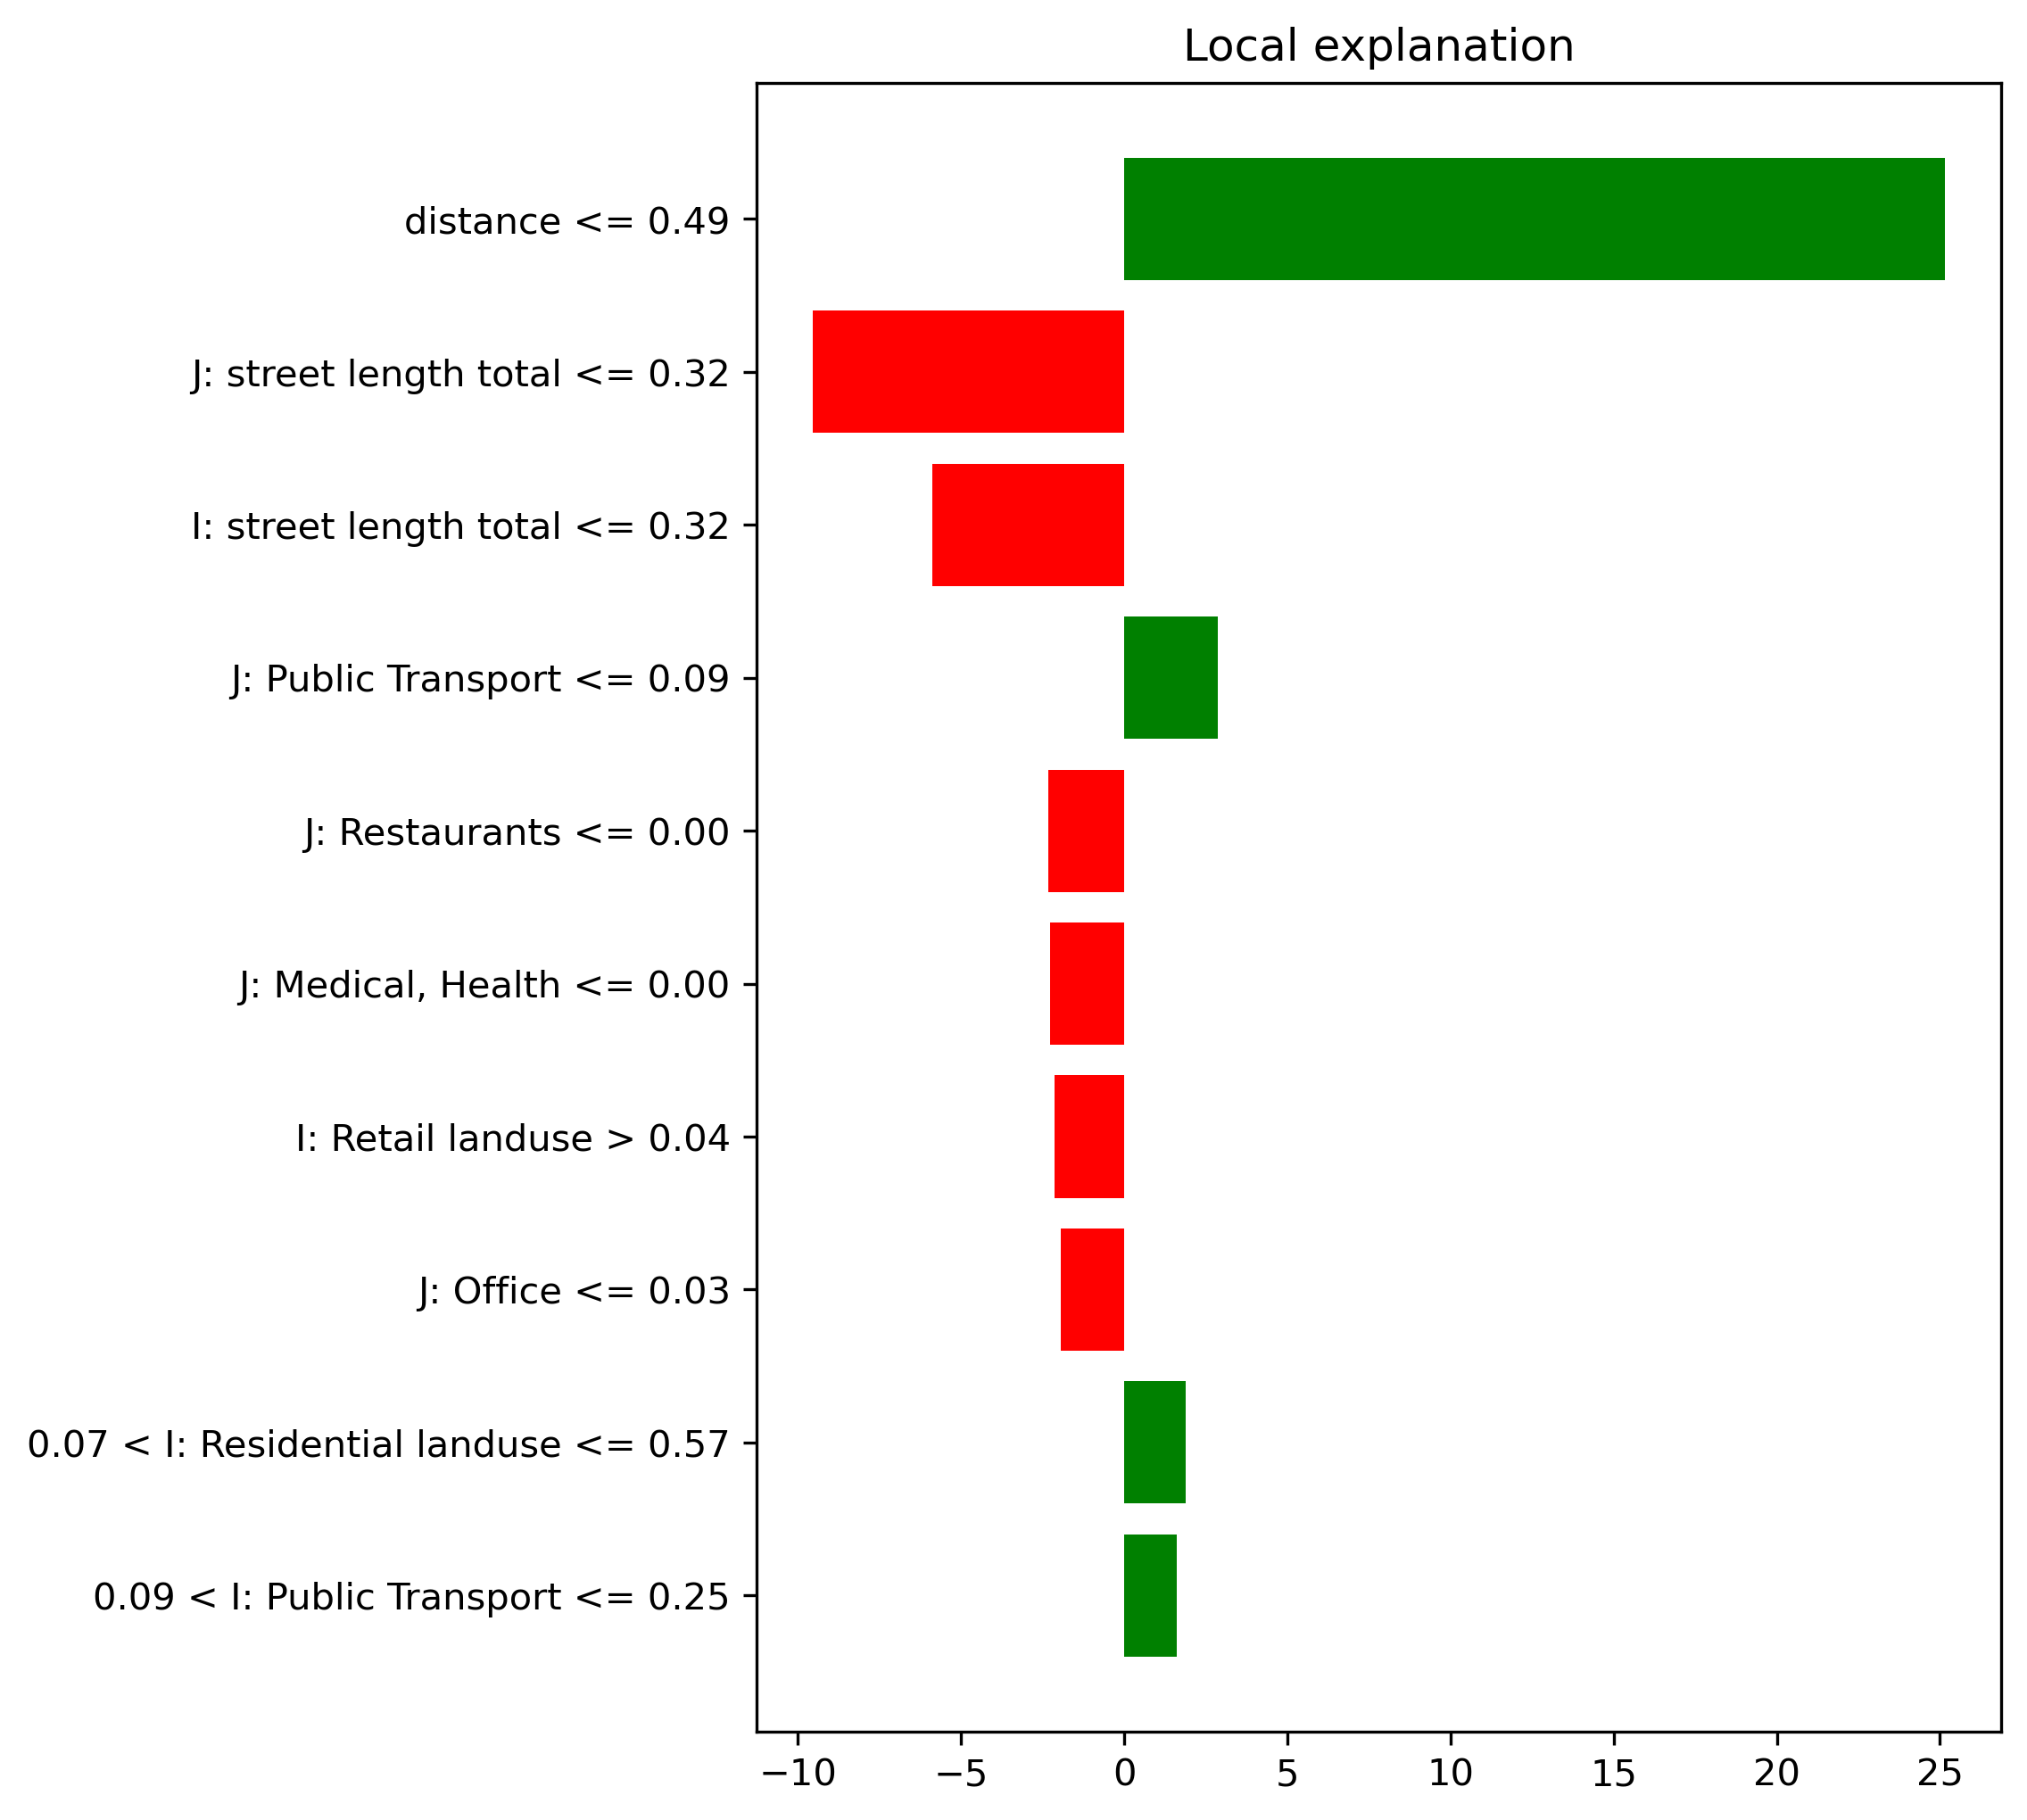 Local explanation
distance <= 0.49
J: street length total <= 0.32
I: street length total <= 0.32
J: Public Transport <= 0.09
J: Restaurants <= 0.00
J: Medical, Health <= 0.00
I: Retail landuse > 0.04
J: Office <= 0.03
0.07 < I: Residential landuse <= 0.57
0.09 < I: Public Transport <= 0.25
−10 −5 0 5 10 15 20 25